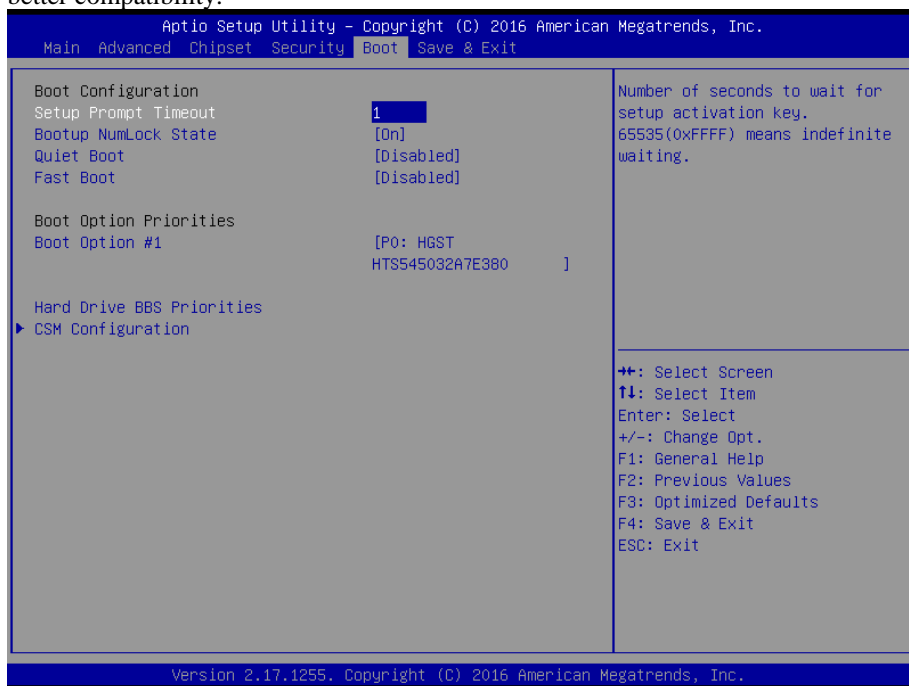 better compatibility.
Aptio Setup Utility – Copyright (C) 2016 American Megatrends, Inc.
Main Advanced Chipset Security Boot Save & Exit
Boot Configuration
Setup Prompt Timeout 1
Bootup NumLock State [On]
Quiet Boot [Disabled]
Fast Boot [Disabled]
Boot Option Priorities
Boot Option #1 [P0: HGST
HTS545032A7E380 ]
Hard Drive BBS Priorities
CSM Configuration
Number of seconds to wait for
setup activation key.
65535(0xFFFF) means indefinite
waiting.
→←: Select Screen
↑↓: Select Item
Enter: Select
+/-: Change Opt.
F1: General Help
F2: Previous Values
F3: Optimized Defaults
F4: Save & Exit
ESC: Exit
Version 2.17.1255. Copyright (C) 2016 American Megatrends, Inc.